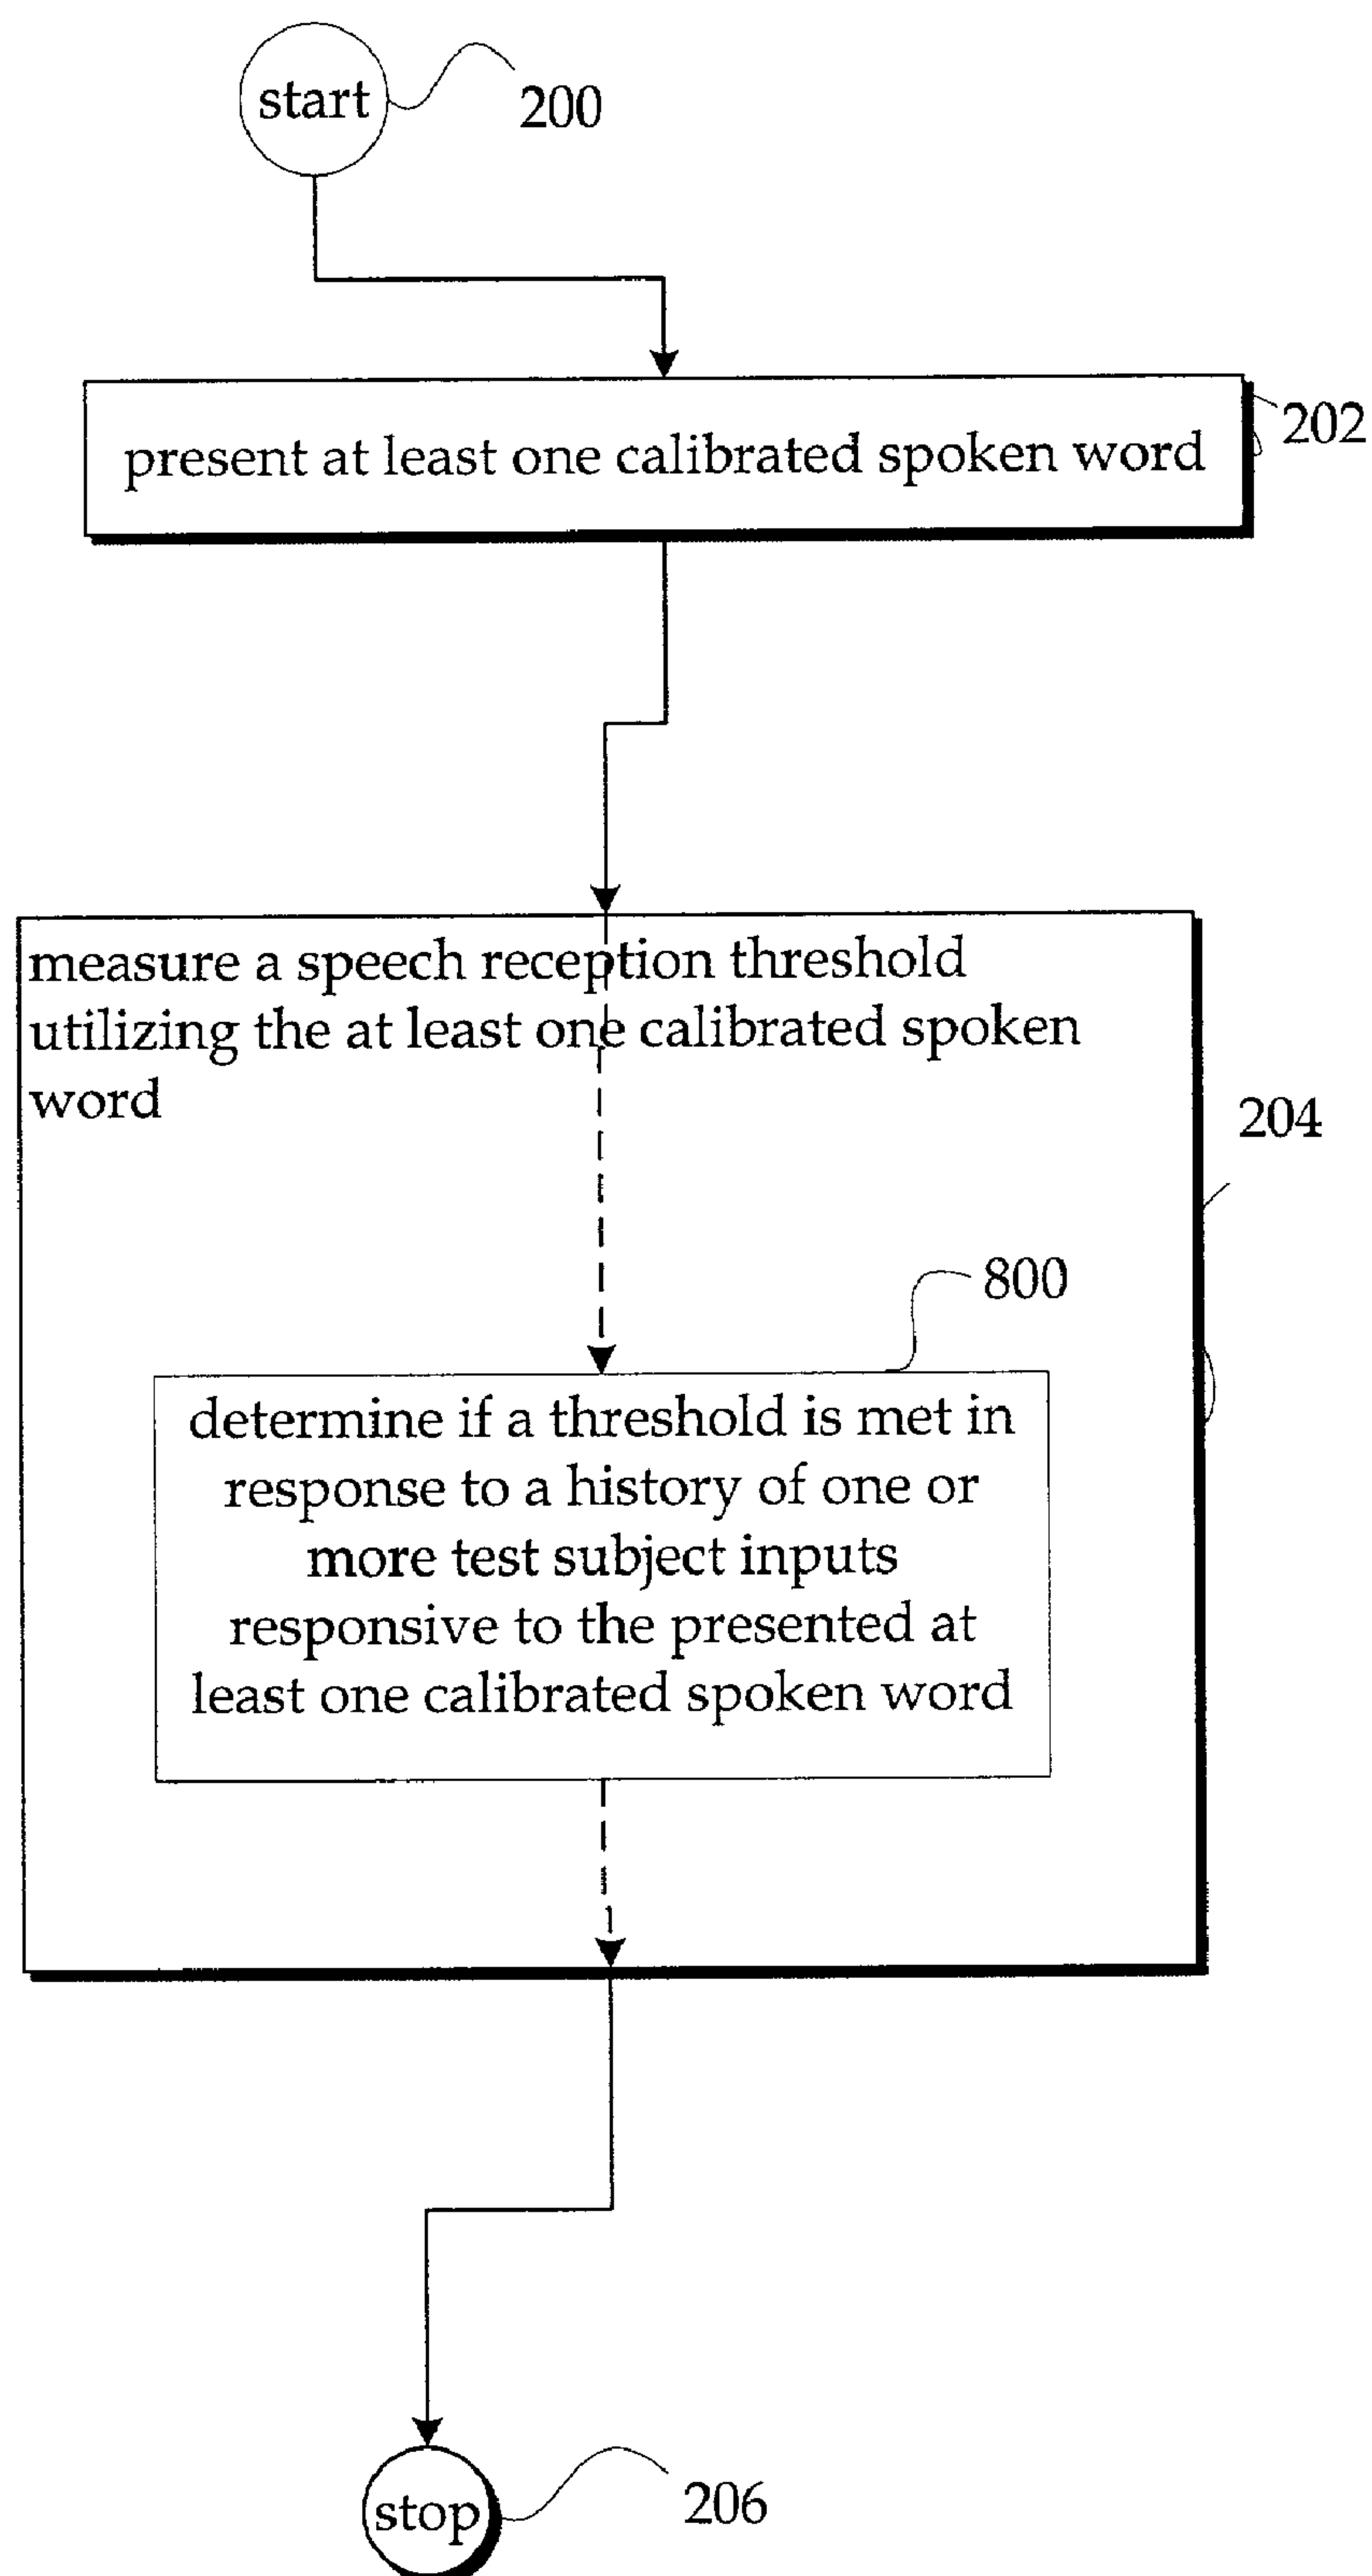 start
200
present at least one calibrated spoken word
202
measure a speech reception threshold
utilizing the at least one calibrated spoken
word
204
800
determine if a threshold is met in
response to a history of one or
more test subject inputs
responsive to the presented at
least one calibrated spoken word
stop
206